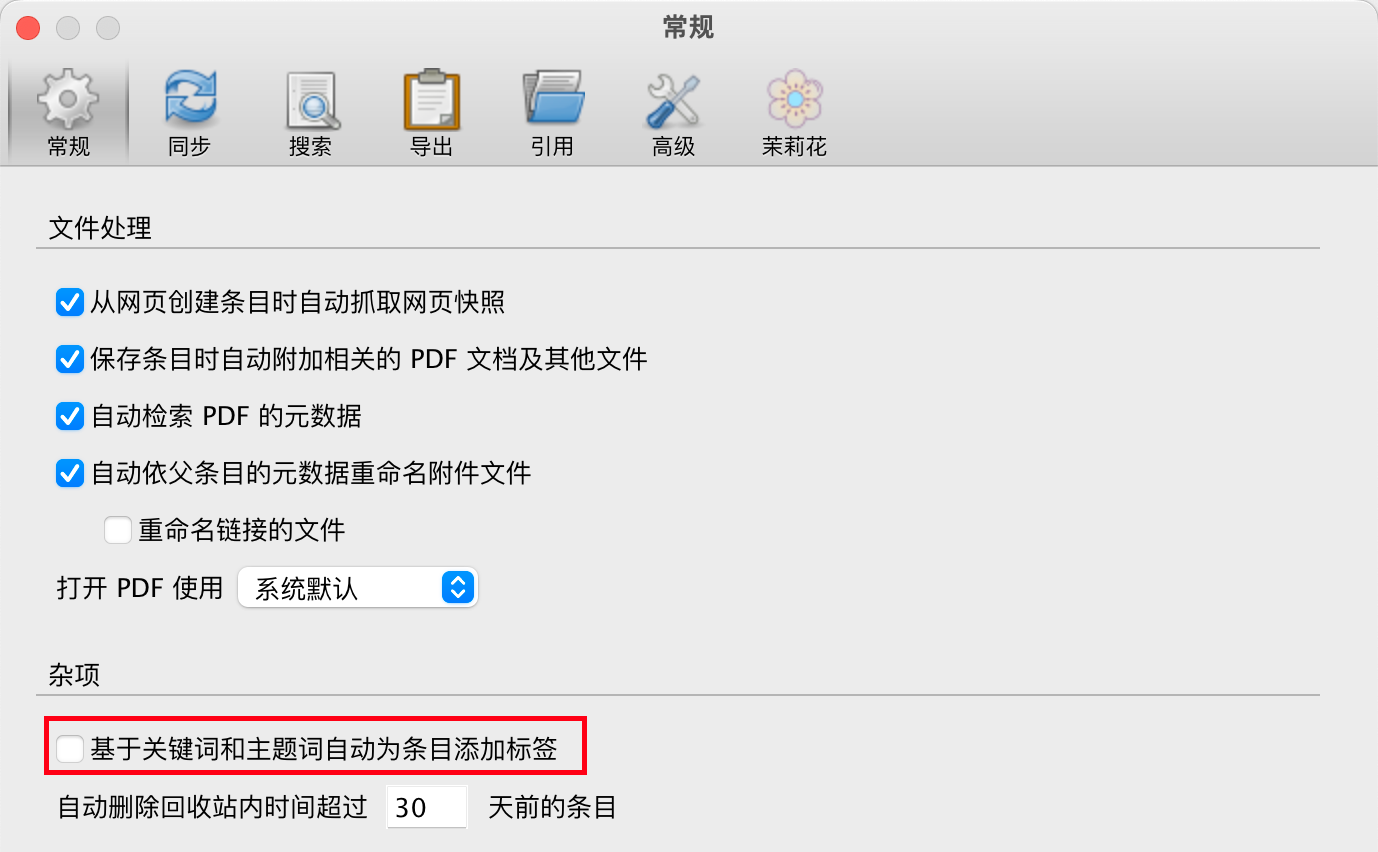 常规
常规 同步 搜索 导出 引用 高级 茉莉花
文件处理
从网页创建条目时自动抓取网页快照
保存条目时自动附加相关的 PDF 文档及其他文件
自动检索 PDF 的元数据
自动依父条目的元数据重命名附件文件
重命名链接的文件
打开 PDF 使用 系统默认
杂项
基于关键词和主题词自动为条目添加标签
自动删除回收站内时间超过 30 天前的条目